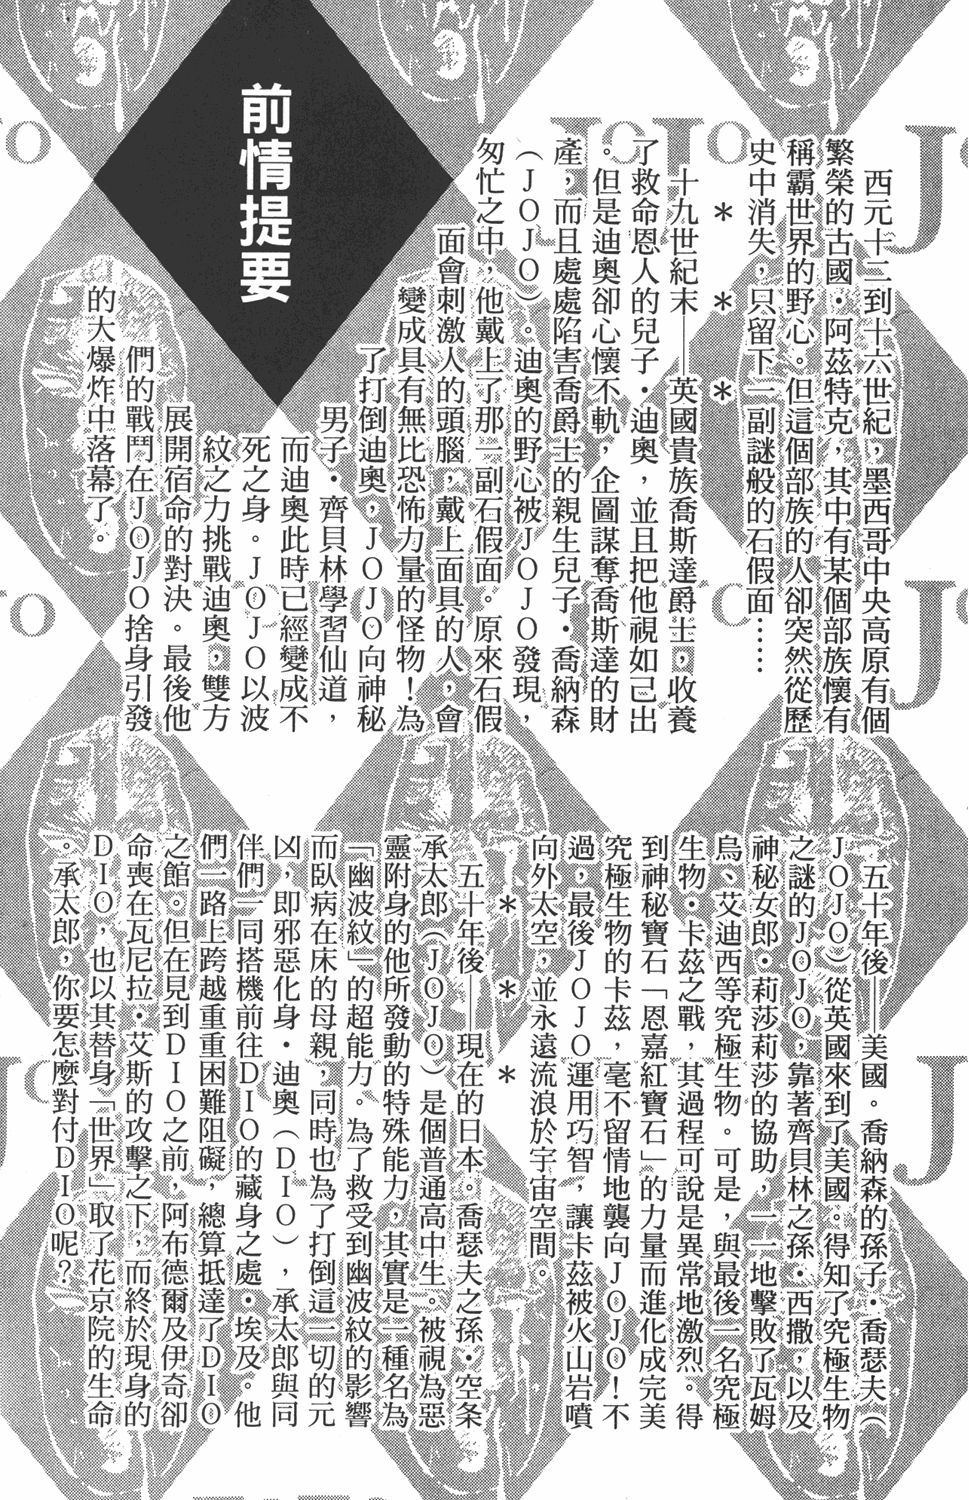 前情提要
西元十二到十六世紀，墨西哥中央高原有個
繁榮的古國・阿茲特克，其中有某個部族懷有
稱霸世界的野心。但這個部族的人卻突然從歷
史中消失，只留下一副謎般的石假面……
＊　＊　＊
十九世紀末——英國貴族喬斯達爵士，收養
了救命恩人的兒子・迪奧，並且把他視如己出
。但是迪奧卻心懷不軌，企圖謀奪喬斯達的財
產，而且處處陷害喬爵士的親生兒子・喬納森
（ＪＯＪＯ）。迪奧的野心被ＪＯＪＯ發現，
匆忙之中，他戴上了那一副石假面。原來石假
面會刺激人的頭腦，戴上面具的人，會
變成具有無比恐怖力量的怪物！為
了打倒迪奧，ＪＯＪＯ向神秘
男子・齊貝林學習仙道，
而迪奧此時已經變成不
死之身。ＪＯＪＯ以波
紋之力挑戰迪奧，雙方
展開宿命的對決。最後他
們的戰鬥在ＪＯＪＯ捨身引發
的大爆炸中落幕了。
五十年後——美國。喬納森的孫子・喬瑟夫（
ＪＯＪＯ）從英國來到了美國。得知了究極生物
之謎的ＪＯＪＯ，靠著齊貝林之孫・西撒，以及
神秘女郎・莉莎莉莎的協助，一一地擊敗了瓦姆
烏、艾迪西等究極生物。可是，與最後一名究極
生物・卡茲之戰，其過程可說是異常地激烈。得
到神秘寶石「恩嘉紅寶石」的力量而進化成完美
究極生物的卡茲，毫不留情地襲向ＪＯＪＯ！不
過，最後ＪＯＪＯ運用巧智，讓卡茲被火山岩噴
向外太空，並永遠流浪於宇宙空間。
＊　＊　＊
五十年後——現在的日本。喬瑟夫之孫・空条
承太郎（ＪＯＪＯ）是個普通高中生。被視為惡
靈附身的他所發動的特殊能力，其實是一種名為
「幽波紋」的超能力。為了救受到幽波紋的影響
而臥病在床的母親，同時也為了打倒這一切的元
凶，即邪惡化身・迪奧（ＤＩＯ），承太郎與同
伴們一同搭機前往ＤＩＯ的藏身之處・埃及。他
們一路上跨越重重困難阻礙，總算抵達了ＤＩＯ
之館。但在見到ＤＩＯ之前，阿布德爾及伊奇卻
命喪在瓦尼拉・艾斯的攻擊之下，而終於現身的
ＤＩＯ，也以其替身「世界」取了花京院的生命
。承太郎，你要怎麼對付ＤＩＯ呢？